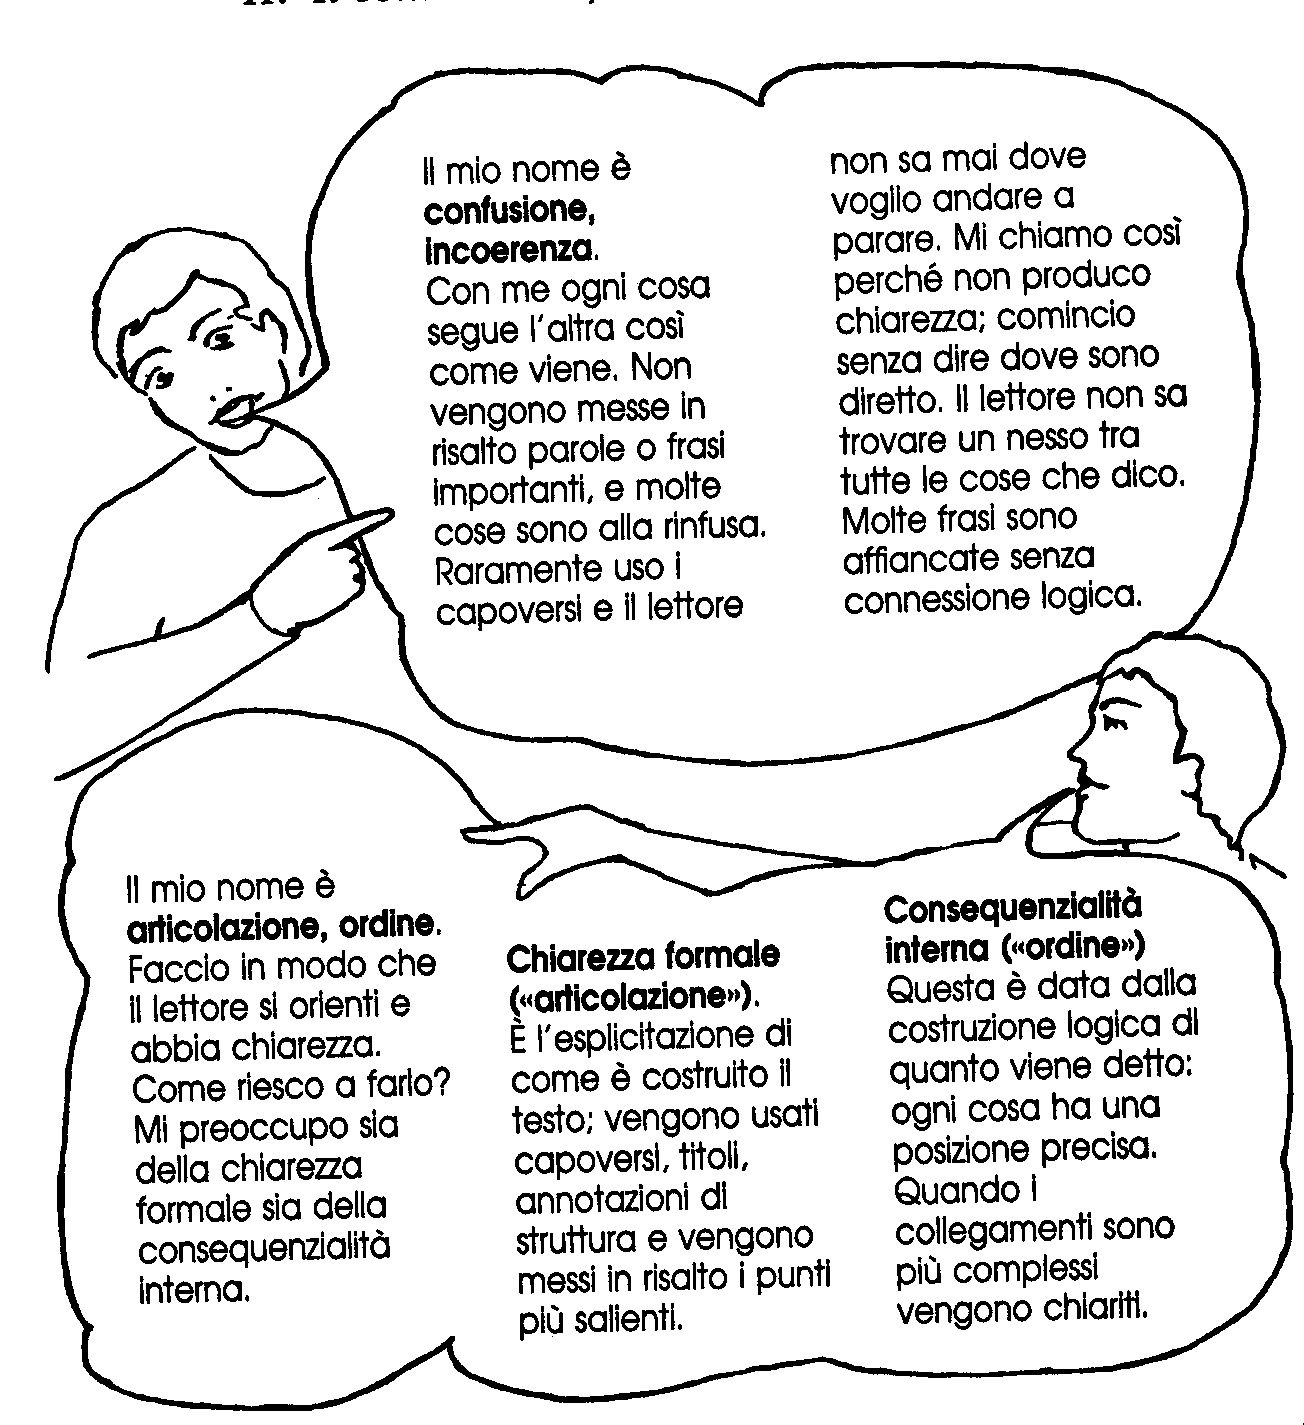 Il mio nome è
confusione,
incoerenza.
Con me ogni cosa
segue l'altra così
come viene. Non
vengono messe in
risalto parole o frasi
importanti, e molte
cose sono alla rinfusa.
Raramente uso i
capoversi e il lettore
non sa mai dove
voglio andare a
parare. Mi chiamo così
perché non produco
chiarezza; comincio
senza dire dove sono
diretto. Il lettore non sa
trovare un nesso tra
tutte le cose che dico.
Molte frasi sono
affiancate senza
connessione logica.
Il mio nome è
articolazione, ordine.
Faccio in modo che
il lettore si orienti e
abbia chiarezza.
Come riesco a farlo?
Mi preoccupo sia
della chiarezza
formale sia della
consequenzialità
interna.
Chiarezza formale
(«articolazione»).
È l'esplicitazione di
come è costruito il
testo; vengono usati
capoversi, titoli,
annotazioni di
struttura e vengono
messi in risalto i punti
più salienti.
Consequenzialità
interna («ordine»)
Questa è data dalla
costruzione logica di
quanto viene detto:
ogni cosa ha una
posizione precisa.
Quando i
collegamenti sono
più complessi
vengono chiariti.